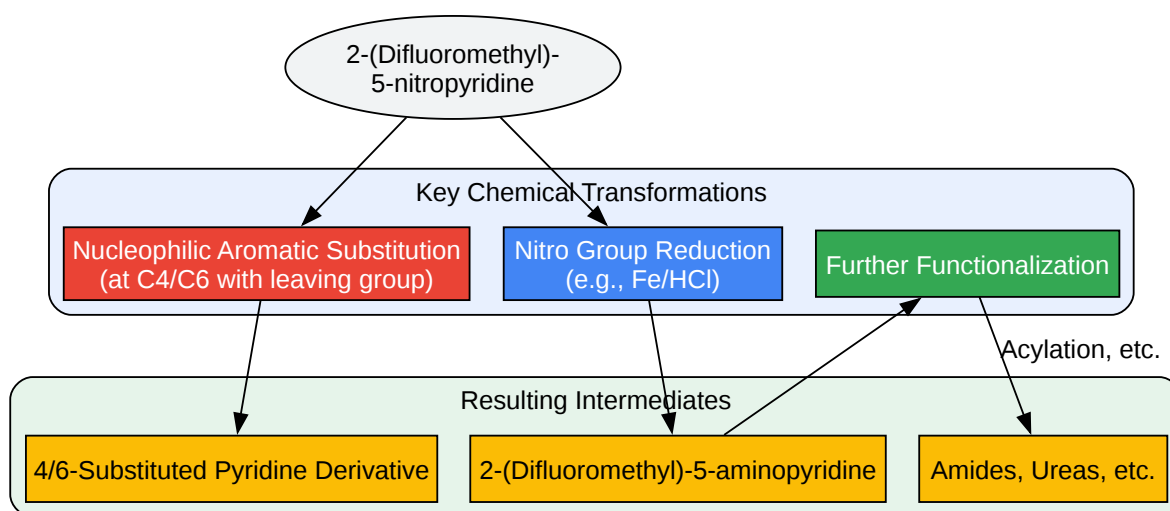 2-(Difluoromethyl)-
5-nitropyridine
Key Chemical Transformations
Nucleophilic Aromatic Substitution
(at C4/C6 with leaving group)
Nitro Group Reduction
(e.g., Fe/HCl)
Further Functionalization
Acylation, etc.
Resulting Intermediates
4/6-Substituted Pyridine Derivative
2-(Difluoromethyl)-5-aminopyridine
Amides, Ureas, etc.